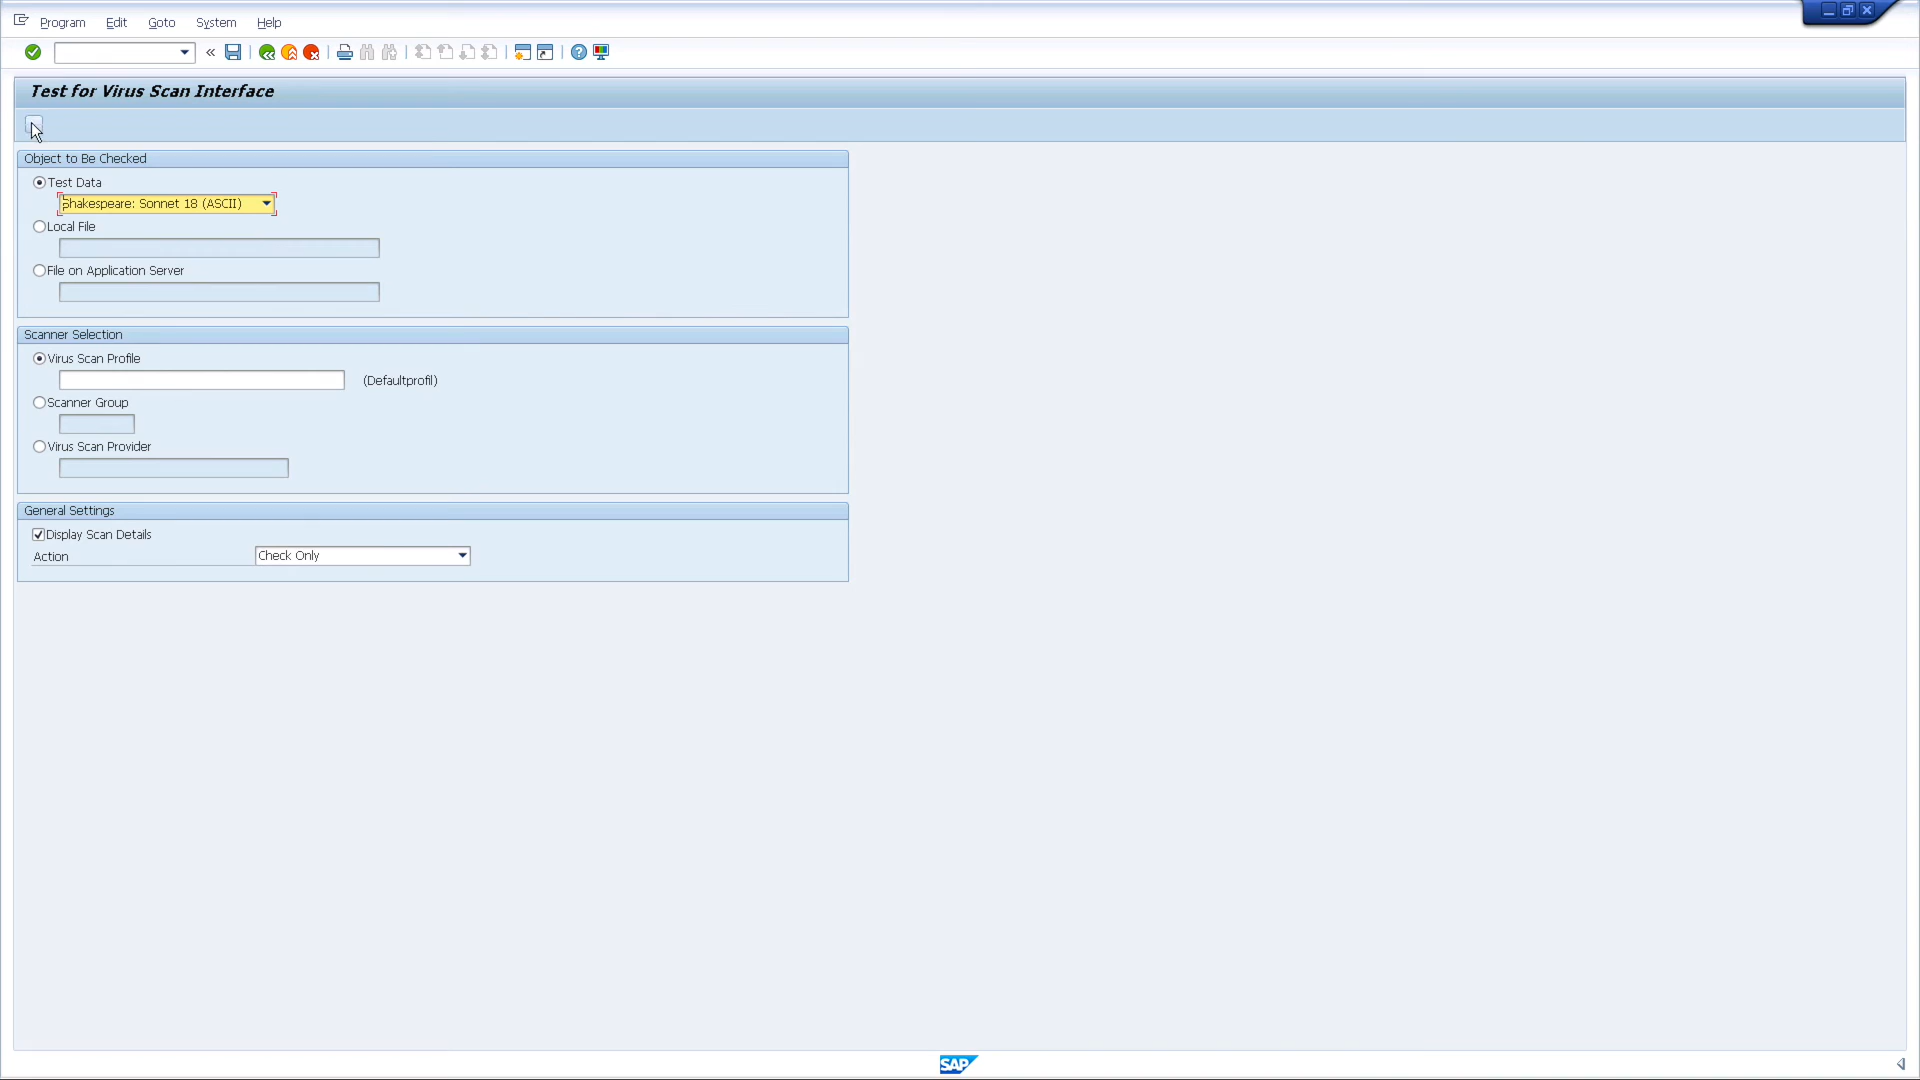 Program Edit Goto System Help
Test for Virus Scan Interface
Object to Be Checked
Test Data
Shakespeare: Sonnet 18 (ASCII)
Local File
File on Application Server
Scanner Selection
Virus Scan Profile
(Defaultprofil)
Scanner Group
Virus Scan Provider
General Settings
Display Scan Details
Action Check Only
SAP